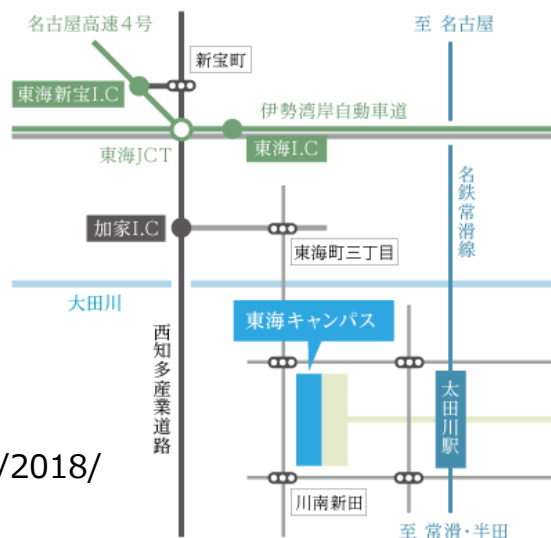 名古屋高速4号
至 名古屋
新宝町
東海新宝I.C
伊勢湾岸自動車道
東海JCT
東海I.C
名鉄常滑線
加家I.C
東海町三丁目
大田川
東海キャンパス
西知多産業道路
太田川駅
/2018/
川南新田
至 常滑・半田